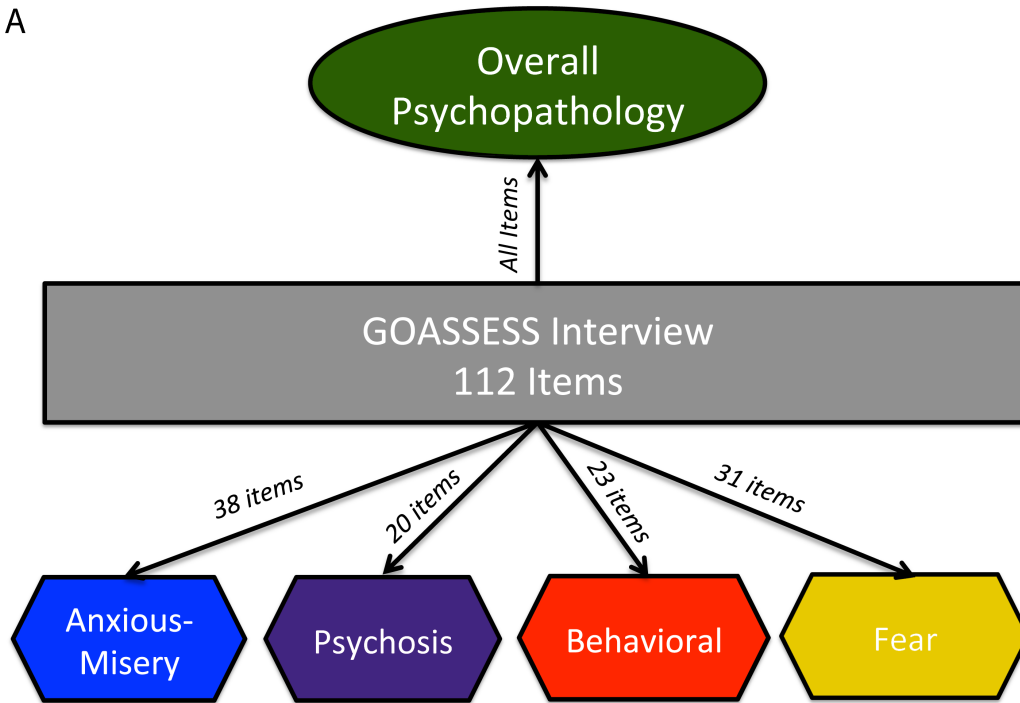 A
Overall
Psychopathology
All Items
GOASSESS Interview
112 Items
38 items
20 items
23 items
31 items
Anxious-
Misery
Psychosis
Behavioral
Fear